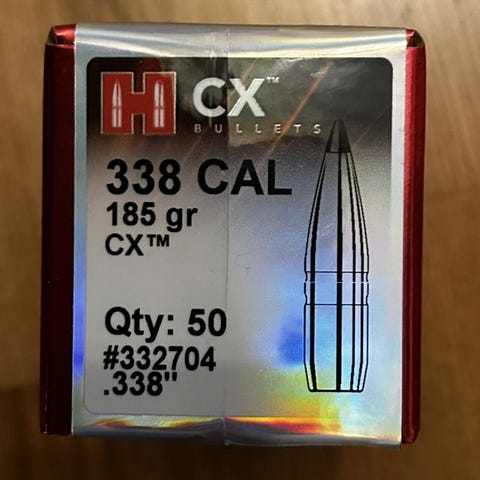 H CX™
BULLETS
338 CAL
185 gr
CX™
Qty: 50
#332704
.338"